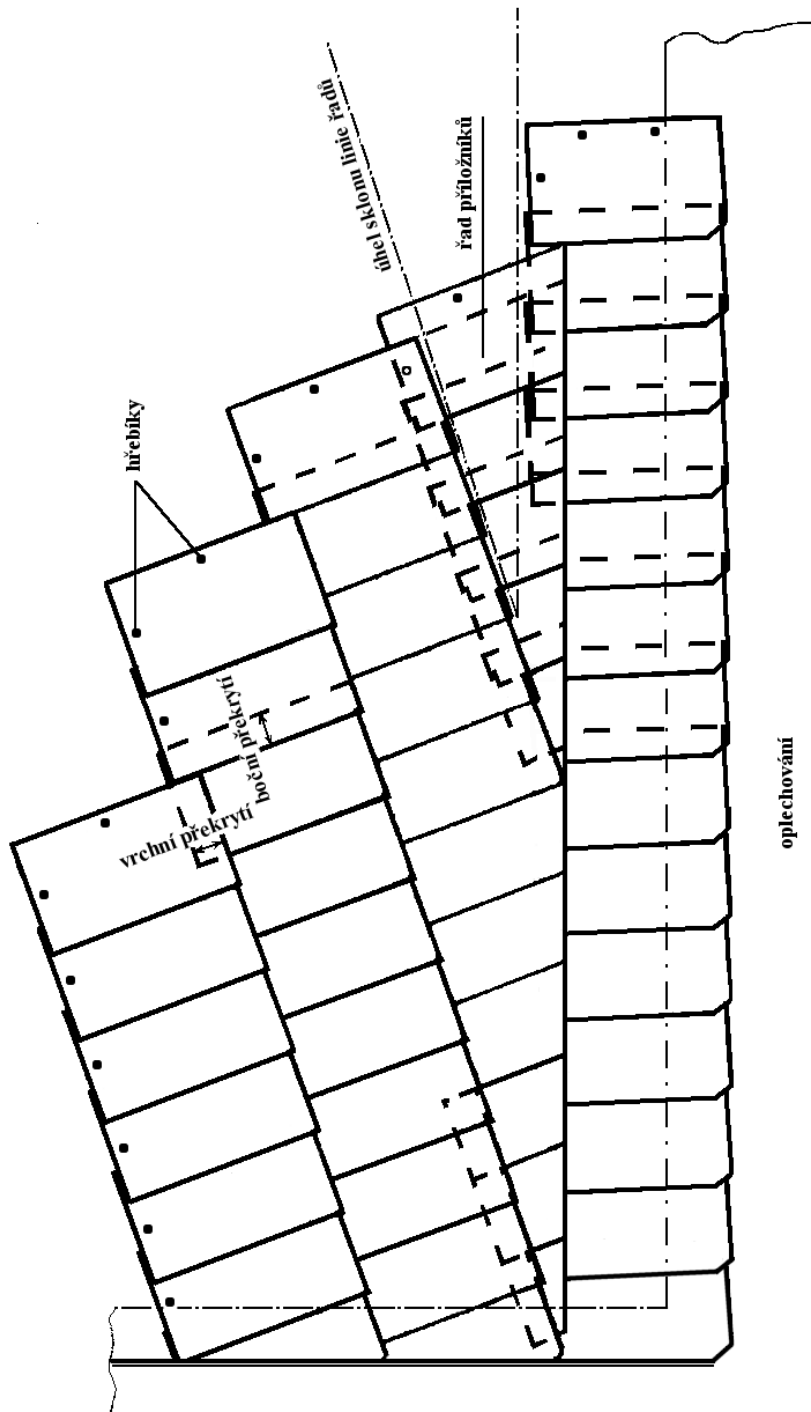 úhel sklonu linie řadů
řad příložníků
hřebíky
boční překrytí
vrchní překrytí
oplechování